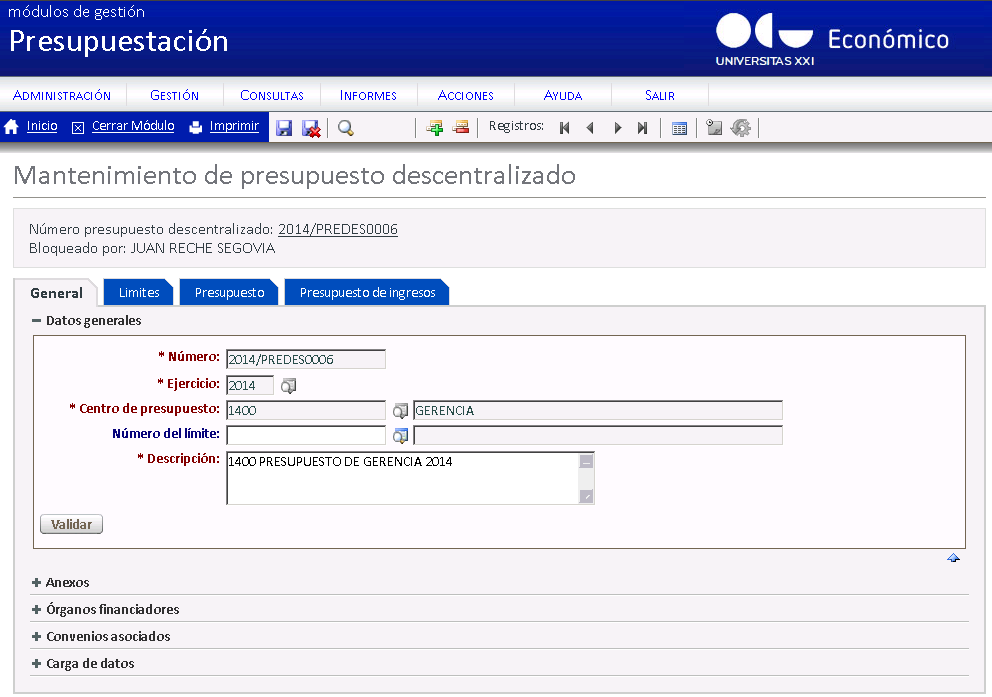 módulos de gestión
Presupuestación
UNIVERSITAS XXI Económico
ADMINISTRACIÓN GESTIÓN CONSULTAS INFORMES ACCIONES AYUDA SALIR
Inicio Cerrar Módulo Imprimir Registros:
Mantenimiento de presupuesto descentralizado
Número presupuesto descentralizado: 2014/PREDES0006
Bloqueado por: JUAN RECHE SEGOVIA
General Limites Presupuesto Presupuesto de ingresos
Datos generales
* Número: 2014/PREDES0006
* Ejercicio: 2014
* Centro de presupuesto: 1400 GERENCIA
Número del límite:
* Descripción: 1400 PRESUPUESTO DE GERENCIA 2014
Validar
Anexos
Órganos financiadores
Convenios asociados
Carga de datos